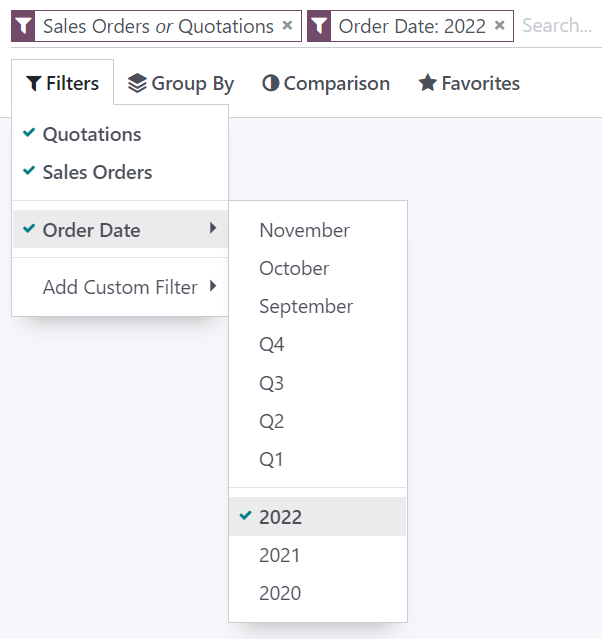 Sales Orders or Quotations × Order Date: 2022 × Search...
Filters Group By Comparison Favorites
Quotations
Sales Orders
Order Date
Add Custom Filter
November
October
September
Q4
Q3
Q2
Q1
2022
2021
2020